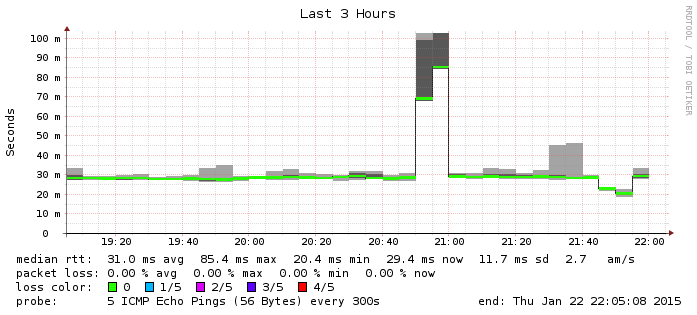 Last 3 Hours
RRDTOOL / TOBI OETIKER
Seconds
100 m
90 m
80 m
70 m
60 m
50 m
40 m
30 m
20 m
10 m
0
19:20 19:40 20:00 20:20 20:40 21:00 21:20 21:40 22:00
median rtt: 31.0 ms avg 85.4 ms max 20.4 ms min 29.4 ms now 11.7 ms sd 2.7 am/s
packet loss: 0.00 % avg 0.00 % max 0.00 % min 0.00 % now
loss color: 0 1/5 2/5 3/5 4/5
probe: 5 ICMP Echo Pings (56 Bytes) every 300s end: Thu Jan 22 22:05:08 2015